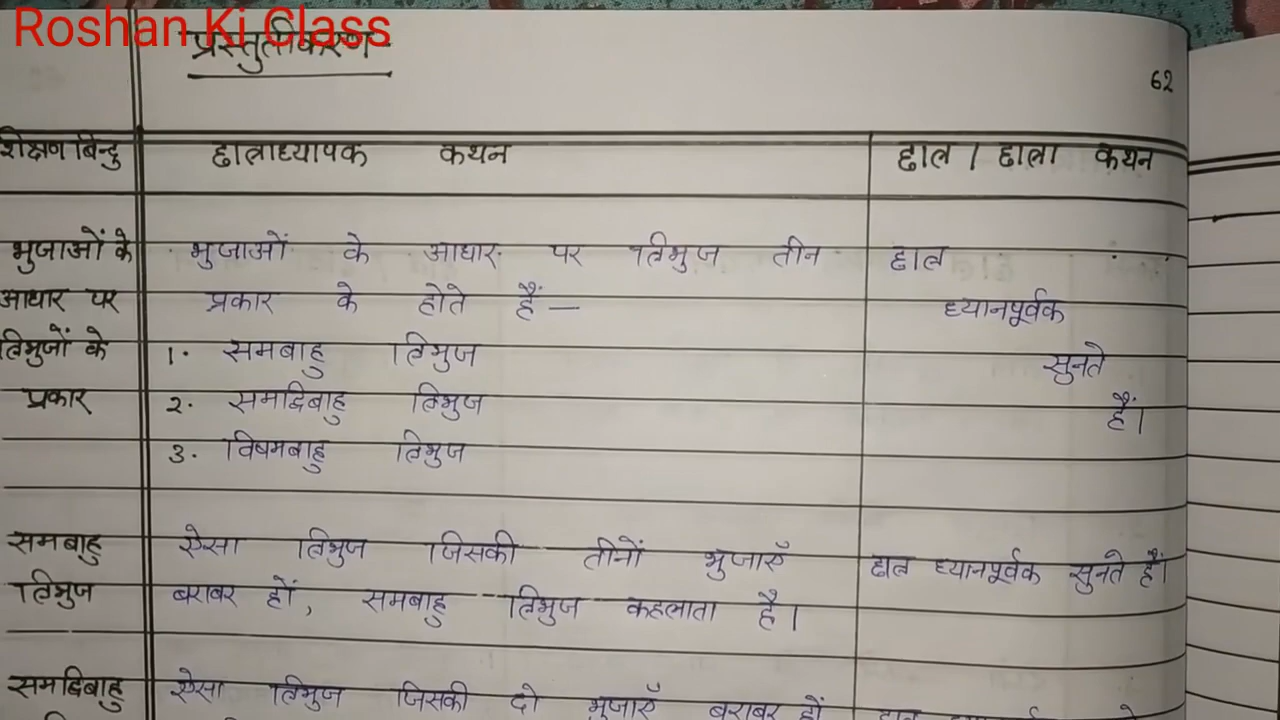 Roshan Ki Class
प्रस्तुतीकरण
62
शिक्षण बिन्दु छात्राध्यापक कथन छात्र / छात्रा कथन
भुजाओं के भुजाओं के आधार पर त्रिभुज तीन छात्र
आधार पर प्रकार के होते हैं— ध्यानपूर्वक
त्रिभुजों के 1. समबाहु त्रिभुज सुनते
प्रकार 2. समद्विबाहु त्रिभुज हैं।
3. विषमबाहु त्रिभुज
समबाहु ऐसा त्रिभुज जिसकी तीनों भुजाएँ छात्र ध्यानपूर्वक सुनते हैं।
त्रिभुज बराबर हों, समबाहु त्रिभुज कहलाता है।
समद्विबाहु ऐसा त्रिभुज जिसकी दो भुजाएँ बराबर हों